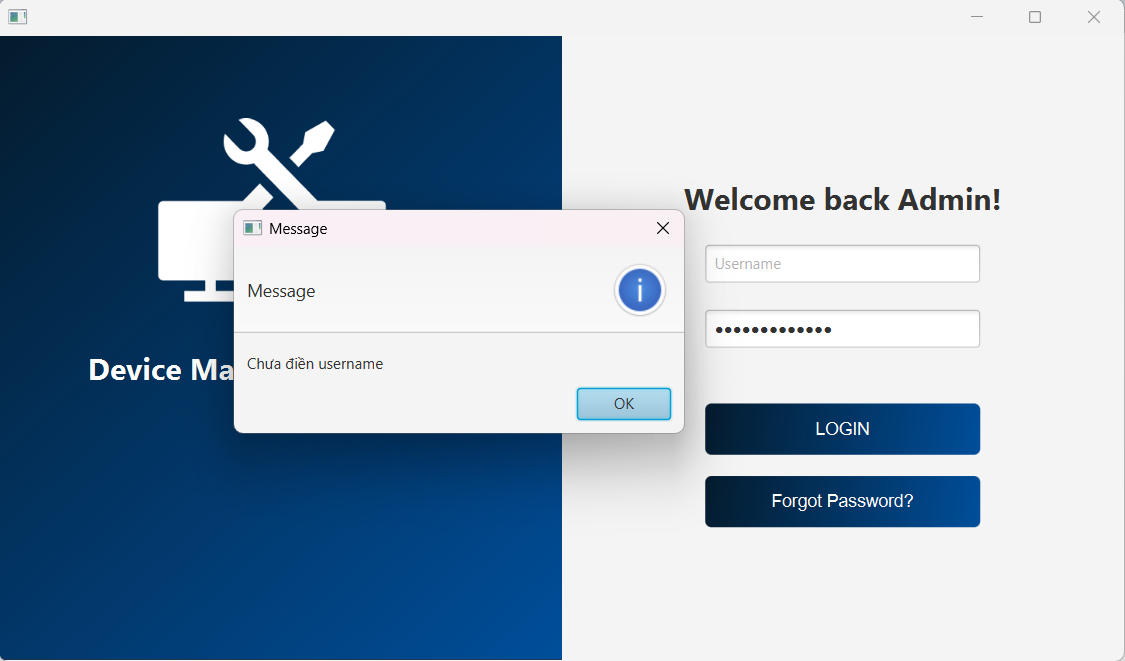 Welcome back Admin!
Message
Username
Message
Chưa điền username
Device Ma
OK
LOGIN
Forgot Password?